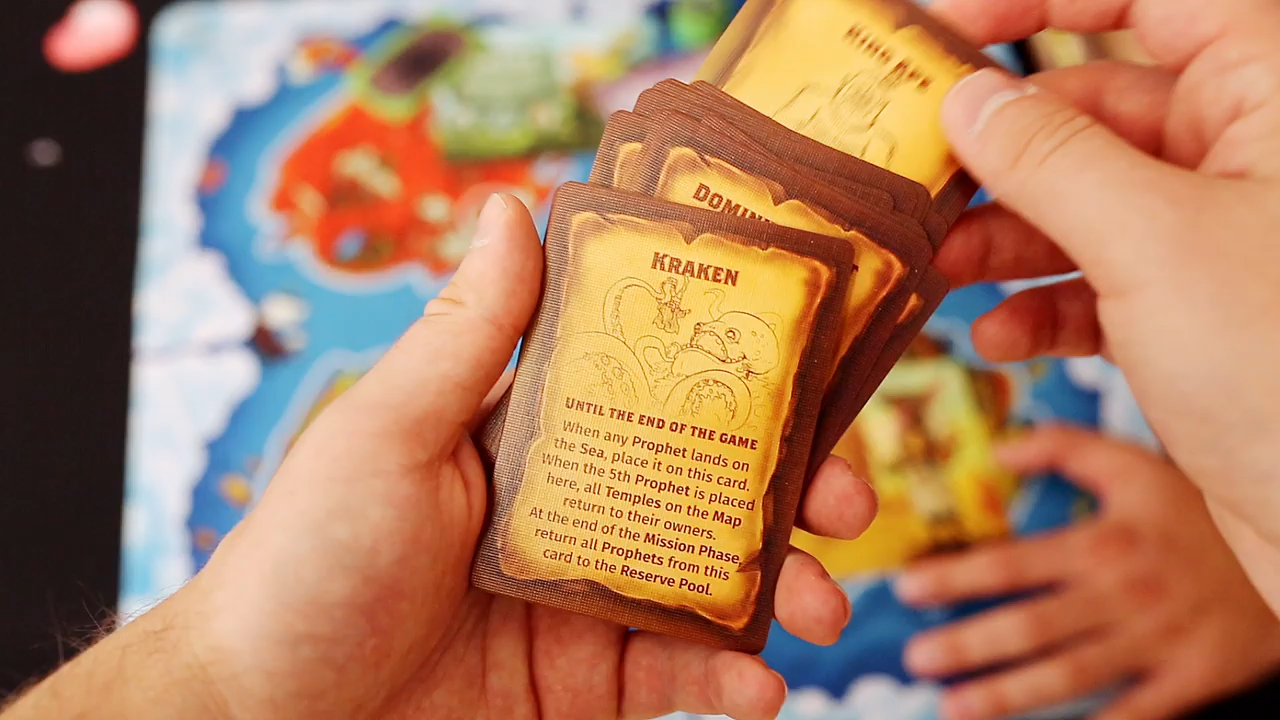 KRAKEN
UNTIL THE END OF THE GAME
When any Prophet lands on
the Sea, place it on this card.
When the 5th Prophet is placed
here, all Temples on the Map
return to their owners.
At the end of the Mission Phase,
return all Prophets from this
card to the Reserve Pool.